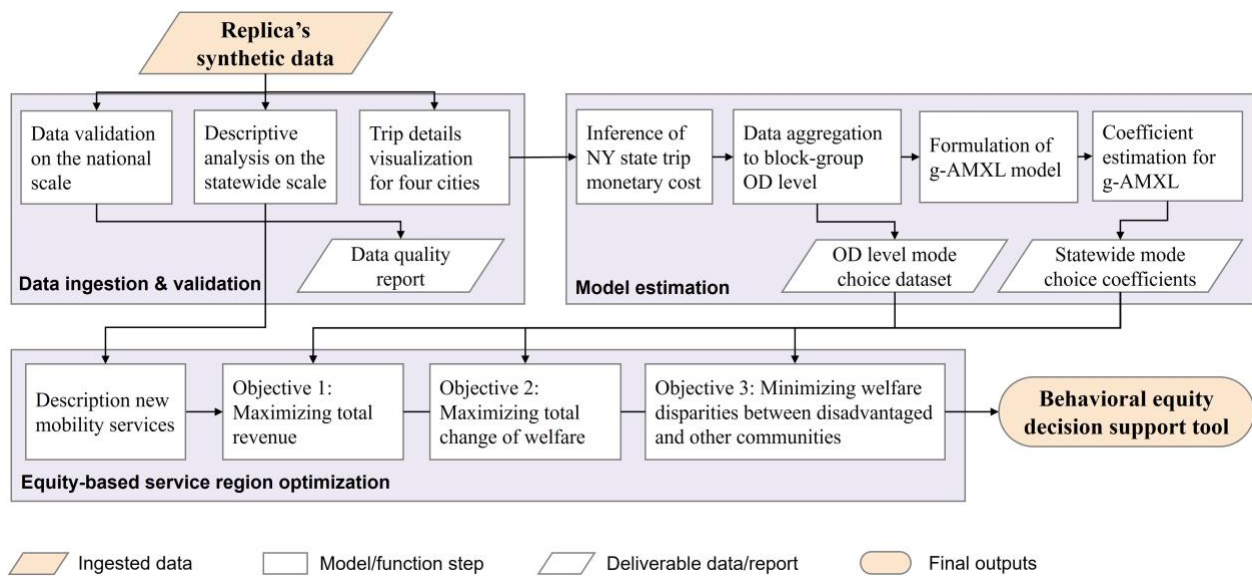 Replica's
synthetic data
Data validation
on the national
scale
Descriptive
analysis on the
statewide scale
Trip details
visualization
for four cities
Data quality
report
Data ingestion & validation
Inference of
NY state trip
monetary cost
Data aggregation
to block-group
OD level
Formulation of
g-AMXL model
Coefficient
estimation for
g-AMXL
OD level mode
choice dataset
Statewide mode
choice coefficients
Model estimation
Description new
mobility services
Objective 1:
Maximizing total
revenue
Objective 2:
Maximizing total
change of welfare
Objective 3: Minimizing welfare
disparities between disadvantaged
and other communities
Equity-based service region optimization
Behavioral equity
decision support tool
Ingested data
Model/function step
Deliverable data/report
Final outputs